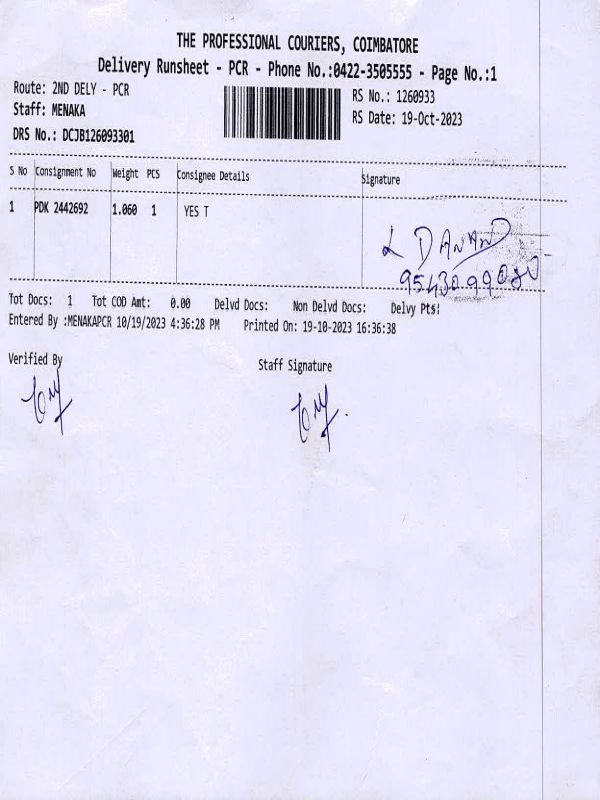 THE PROFESSIONAL COURIERS, COIMBATORE
Delivery Runsheet - PCR - Phone No.:0422-3505555 - Page No.:1
Route: 2ND DELY - PCR
RS No.: 1260933
Staff: MENAKA
RS Date: 19-Oct-2023
DRS No.: DCJB126093301
S No Consignment No Weight PCS Consignee Details Signature
1 PDK 2442692 1.060 1 YES T
L D ANAND
9543099080
Tot Docs: 1 Tot COD Amt: 0.00 Delvd Docs: Non Delvd Docs: Delvy Pts:
Entered By :MENAKAPCR 10/19/2023 4:36:28 PM Printed On: 19-10-2023 16:36:38
Verified By Staff Signature